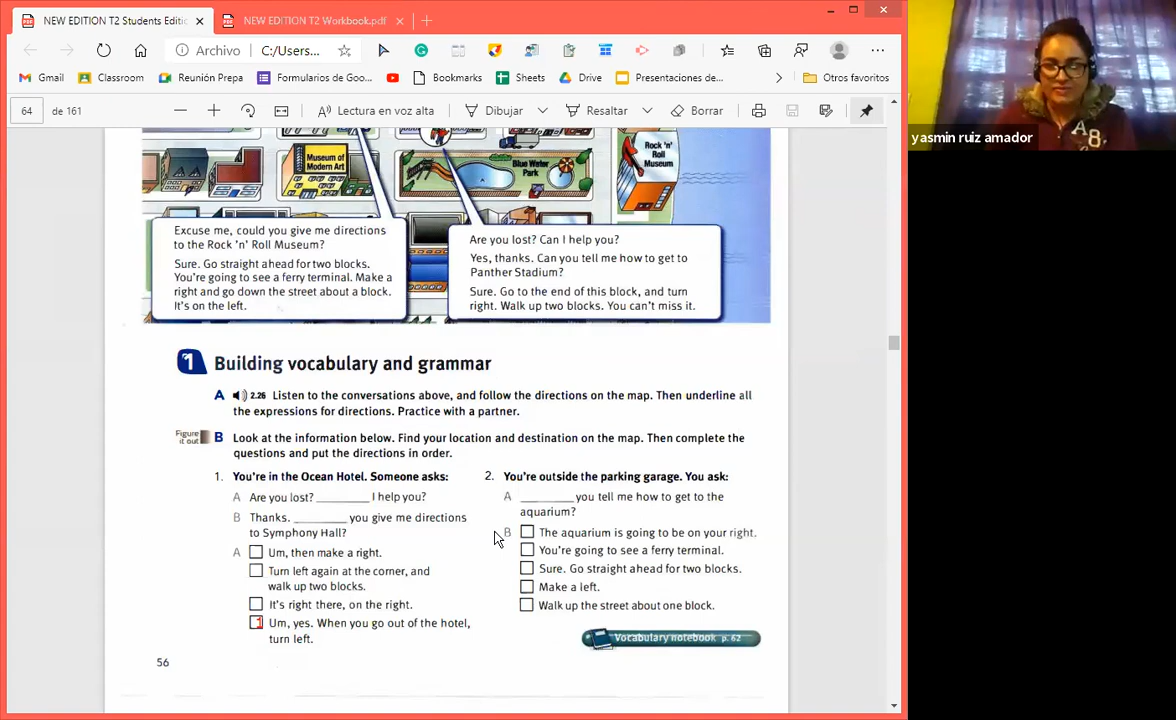 NEW EDITION T2 Students Editi
NEW EDITION T2 Workbook.pdf
Archivo
C:/Users...
Gmail
Classroom
Reunión Prepa
Formularios de Goo...
Bookmarks
Sheets
Drive
Presentaciones de...
Otros favoritos
64
de 161
Lectura en voz alta
Dibujar
Resaltar
Borrar
yasmin ruiz amador
Museum of
Modern Art
Blue Water
Park
Rock 'n'
Roll
Museum
Excuse me, could you give me directions
to the Rock 'n' Roll Museum?
Sure. Go straight ahead for two blocks.
You're going to see a ferry terminal. Make a
right and go down the street about a block.
It's on the left.
Are you lost? Can I help you?
Yes, thanks. Can you tell me how to get to
Panther Stadium?
Sure. Go to the end of this block, and turn
right. Walk up two blocks. You can't miss it.
1 Building vocabulary and grammar
A 2.26 Listen to the conversations above, and follow the directions on the map. Then underline all
the expressions for directions. Practice with a partner.
Figure
it out
B Look at the information below. Find your location and destination on the map. Then complete the
questions and put the directions in order.
1. You're in the Ocean Hotel. Someone asks:
A Are you lost? ________ I help you?
B Thanks. ________ you give me directions
to Symphony Hall?
A Um, then make a right.
Turn left again at the corner, and
walk up two blocks.
It's right there, on the right.
1 Um, yes. When you go out of the hotel,
turn left.
2. You're outside the parking garage. You ask:
A ________ you tell me how to get to the
aquarium?
B The aquarium is going to be on your right.
You're going to see a ferry terminal.
Sure. Go straight ahead for two blocks.
Make a left.
Walk up the street about one block.
Vocabulary notebook p. 62
56